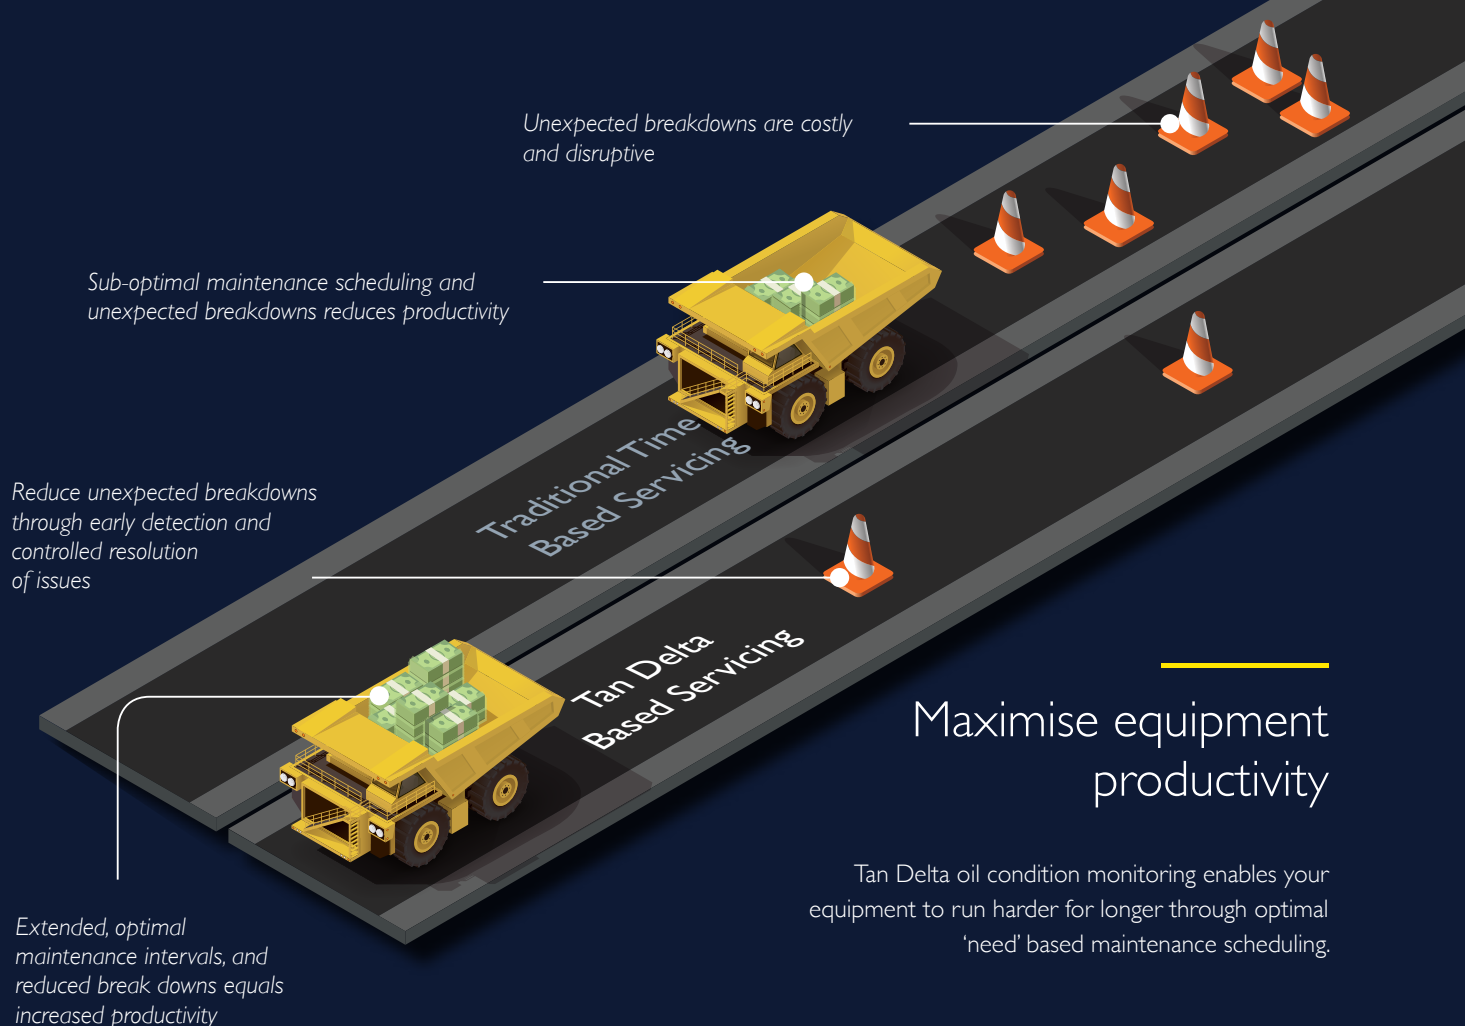 Unexpected breakdowns are costly
and disruptive
Sub-optimal maintenance scheduling and
unexpected breakdowns reduces productivity
Traditional Time
Based Servicing
Reduce unexpected breakdowns
through early detection and
controlled resolution
of issues
Tan Delta
Based Servicing
Maximise equipment
productivity
Tan Delta oil condition monitoring enables your
equipment to run harder for longer through optimal
‘need’ based maintenance scheduling.
Extended, optimal
maintenance intervals, and
reduced break downs equals
increased productivity